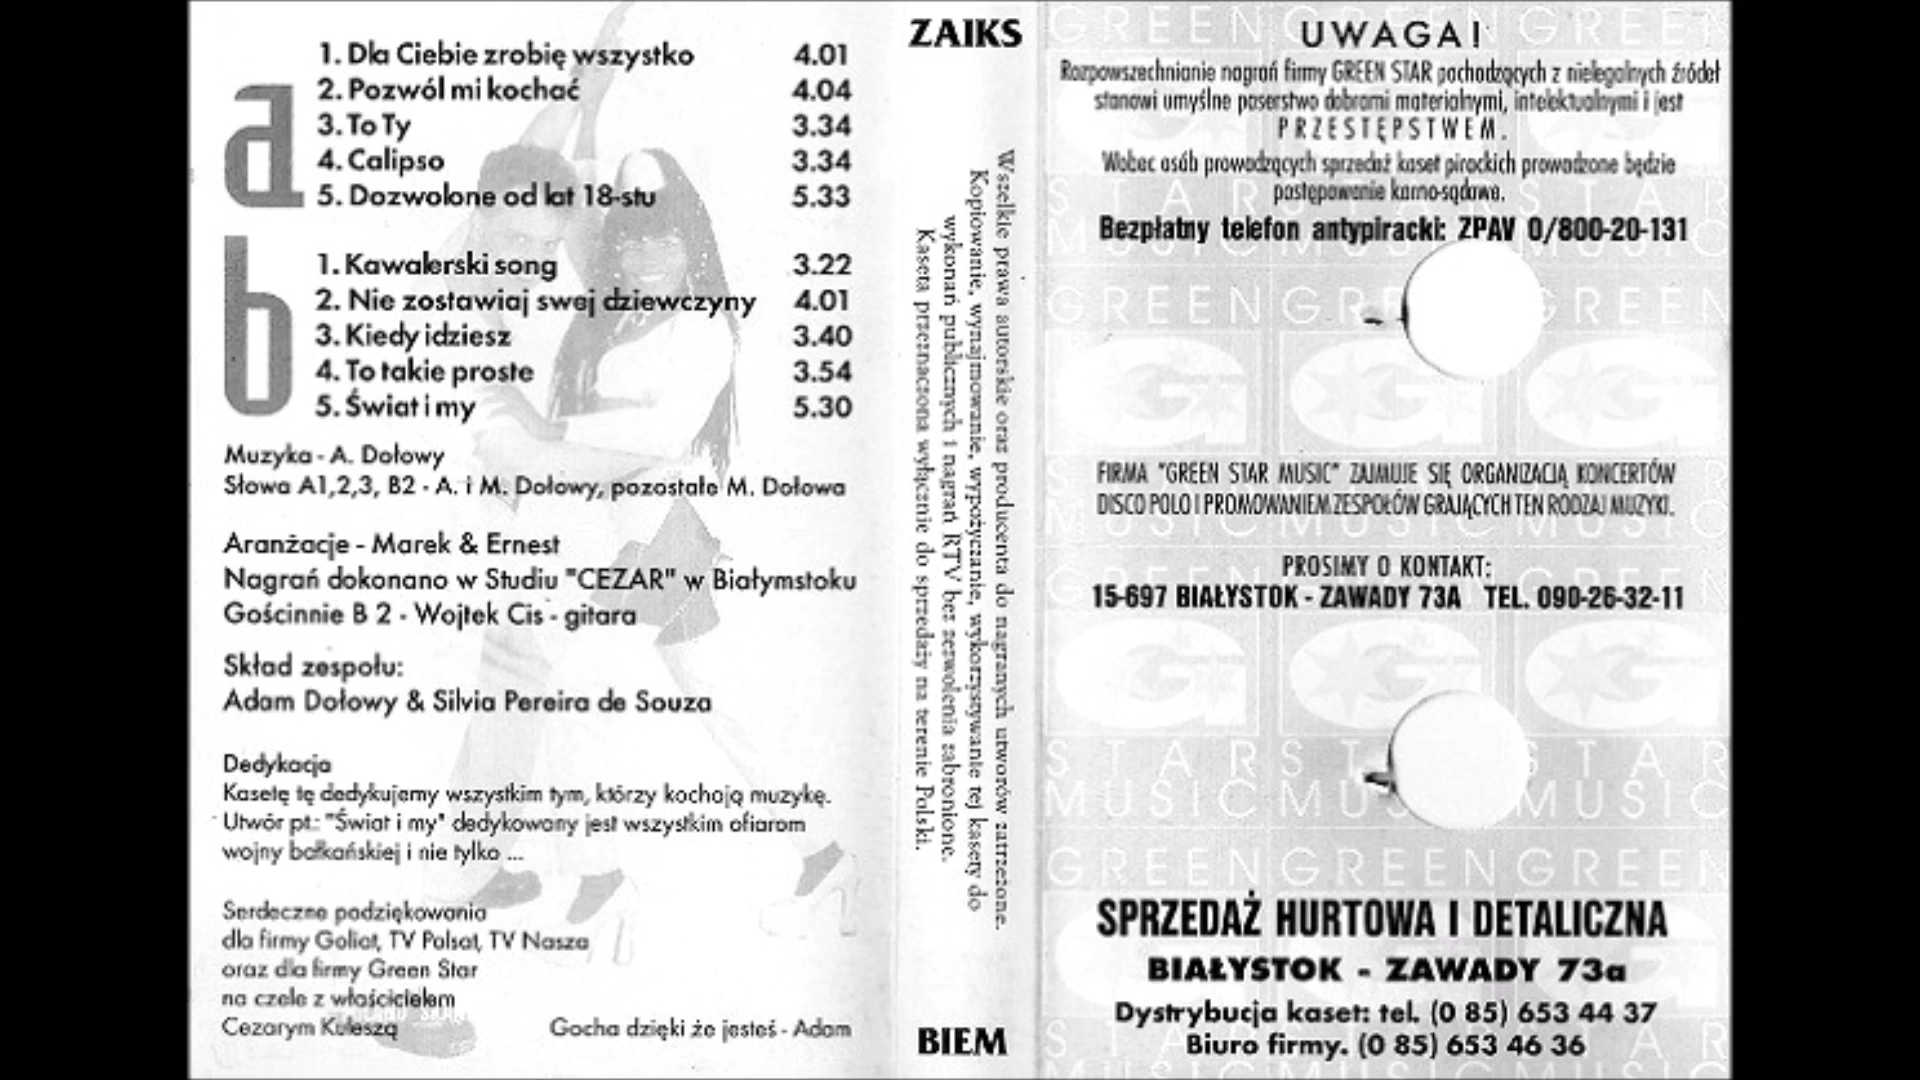 a
1. Dla Ciebie zrobię wszystko 4.01
2. Pozwól mi kochać 4.04
3. To Ty 3.34
4. Calipso 3.34
5. Dozwolone od lat 18-stu 5.33
b
1. Kawalerski song 3.22
2. Nie zostawiaj swej dziewczyny 4.01
3. Kiedy idziesz 3.40
4. To takie proste 3.54
5. Świat i my 5.30
Muzyka - A. Dołowy
Słowa A1,2,3, B2 - A. i M. Dołowy, pozostałe M. Dołowa
Aranżacje - Marek & Ernest
Nagrań dokonano w Studiu "CEZAR" w Białymstoku
Gościnnie B 2 - Wojtek Cis - gitara
Skład zespołu:
Adam Dołowy & Silvia Pereira de Souza
Dedykacja
Kasetę tę dedykujemy wszystkim tym, którzy kochają muzykę.
Utwór pt.: "Świat i my" dedykowany jest wszystkim ofiarom
wojny bałkańskiej i nie tylko ...
Serdeczne podziękowania
dla firmy Goliat, TV Polsat, TV Nasza
oraz dla firmy Green Star
na czele z właścicielem
Cezarym Kuleszą
Gocha dzięki że jesteś - Adam
ZAIKS
Wszelkie prawa autorskie oraz producenta do nagranych utworów zatrzeżone.
Kopiowanie, wynajmowanie, wypożyczanie, wykorzystywanie tej kasety do
wykonań publicznych i nagrań RTV bez zezwolenia zabronione.
Kaseta przeznaczona wyłącznie do sprzedaży na terenie Polski.
BIEM
UWAGA!
Rozpowszechnianie nagrań firmy GREEN STAR pochodzących z nielegalnych źródeł
stanowi umyślne paserstwo dobrami materialnymi, intelektualnymi i jest
PRZESTĘPSTWEM.
Wobec osób prowadzących sprzedaż kaset pirackich prowadzone będzie
postępowanie karno-sądowe.
Bezpłatny telefon antypiracki: ZPAV 0/800-20-131
FIRMA "GREEN STAR MUSIC" ZAJMUJE SIĘ ORGANIZACJĄ KONCERTÓW
DISCO POLO I PROMOWANIEM ZESPOŁÓW GRAJĄCYCH TEN RODZAJ MUZYKI.
PROSIMY O KONTAKT:
15-697 BIAŁYSTOK - ZAWADY 73A TEL. 090-26-32-11
SPRZEDAŻ HURTOWA I DETALICZNA
BIAŁYSTOK - ZAWADY 73a
Dystrybucja kaset: tel. (0 85) 653 44 37
Biuro firmy. (0 85) 653 46 36
GREEN GREEN GREEN
STAR STAR STAR
MUSIC MUSIC MUSIC